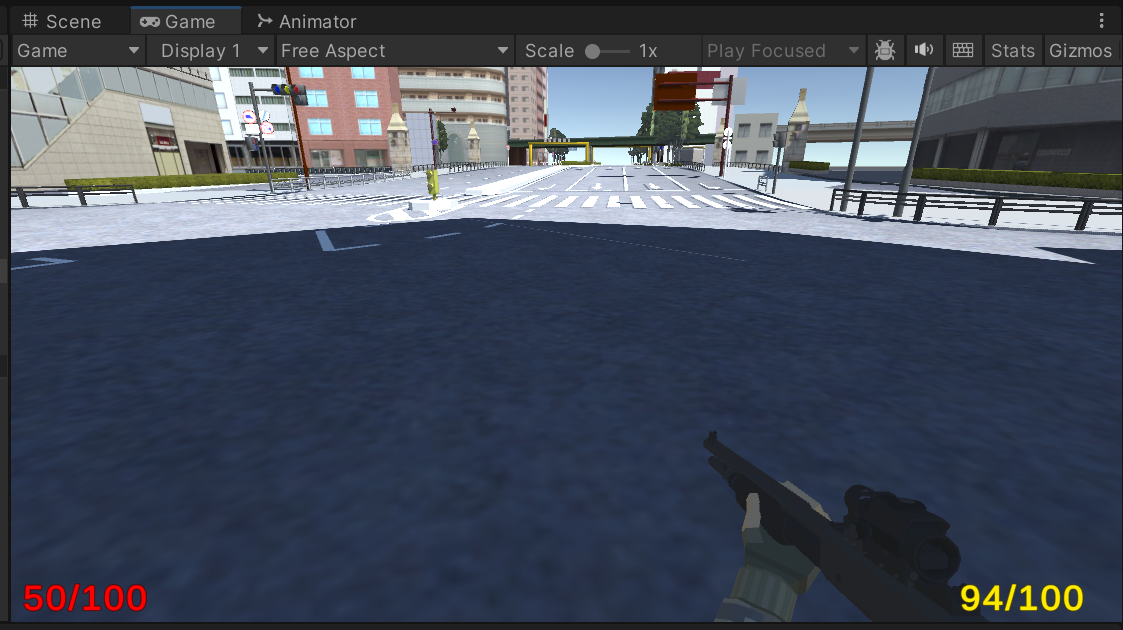 Scene Game Animator
Game Display 1 Free Aspect Scale 1x Play Focused Stats Gizmos
50/100
94/100